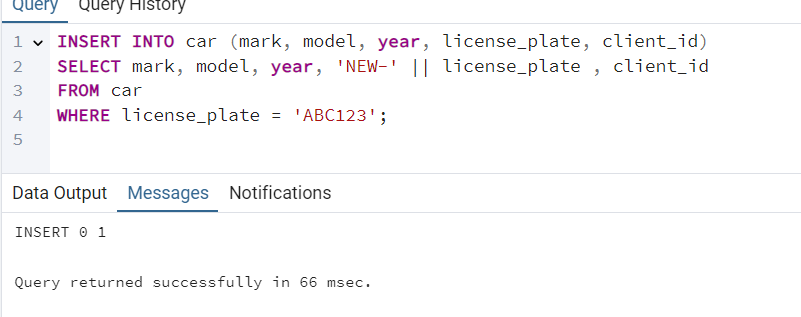 Query Query History
1 INSERT INTO car (mark, model, year, license_plate, client_id)
2 SELECT mark, model, year, 'NEW-' || license_plate , client_id
3 FROM car
4 WHERE license_plate = 'ABC123';
5
Data Output Messages Notifications
INSERT 0 1
Query returned successfully in 66 msec.